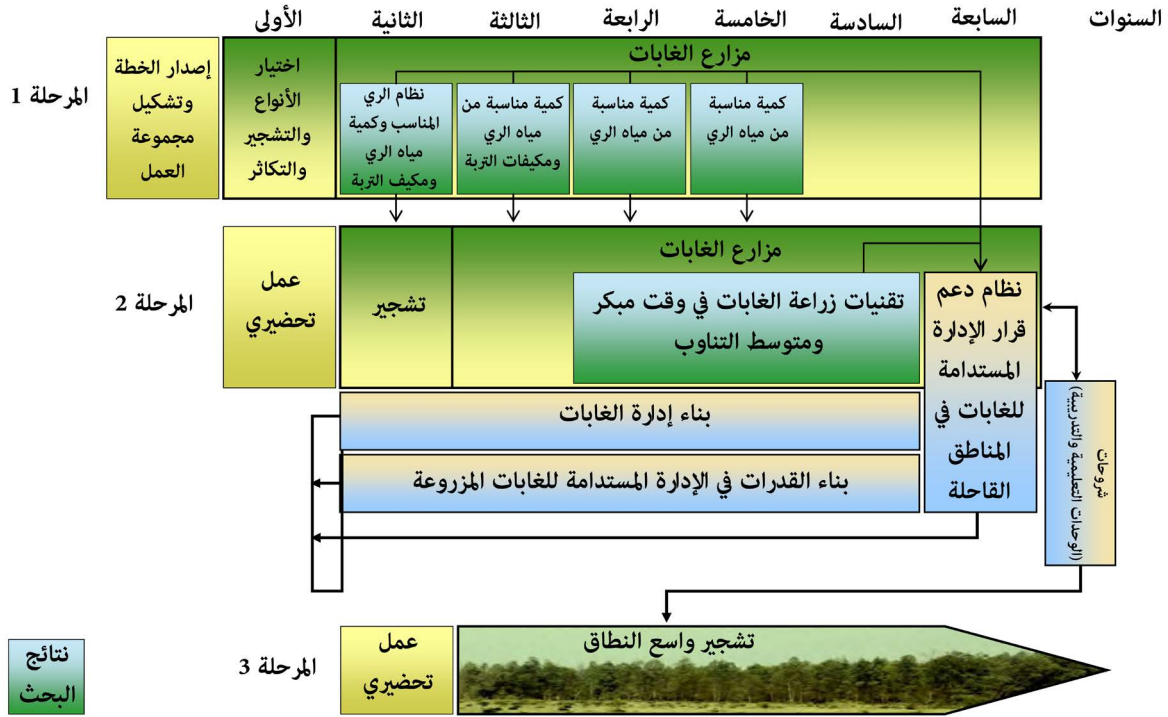 السنوات
الأولى
الثانية
الثالثة
الرابعة
الخامسة
السادسة
السابعة
المرحلة 1
إصدار الخطة
وتشكيل
مجموعة
العمل
اختيار
الأنواع
والتشجير
والتكاثر
مزارع الغابات
نظام الري
المناسب وكمية
مياه الري
ومكيف التربة
كمية مناسبة من
مياه الري
ومكيفات التربة
كمية مناسبة
من مياه الري
كمية مناسبة
من مياه الري
المرحلة 2
عمل
تحضيري
تشجير
مزارع الغابات
تقنيات زراعة الغابات في وقت مبكر
ومتوسط التناوب
نظام دعم
قرار الإدارة
المستدامة
للغابات في
المناطق
القاحلة
بناء إدارة الغابات
بناء القدرات في الإدارة المستدامة للغابات المزروعة
شروحات
(الوحدات التعليمية والتدريبية)
المرحلة 3
عمل
تحضيري
تشجير واسع النطاق
نتائج
البحث